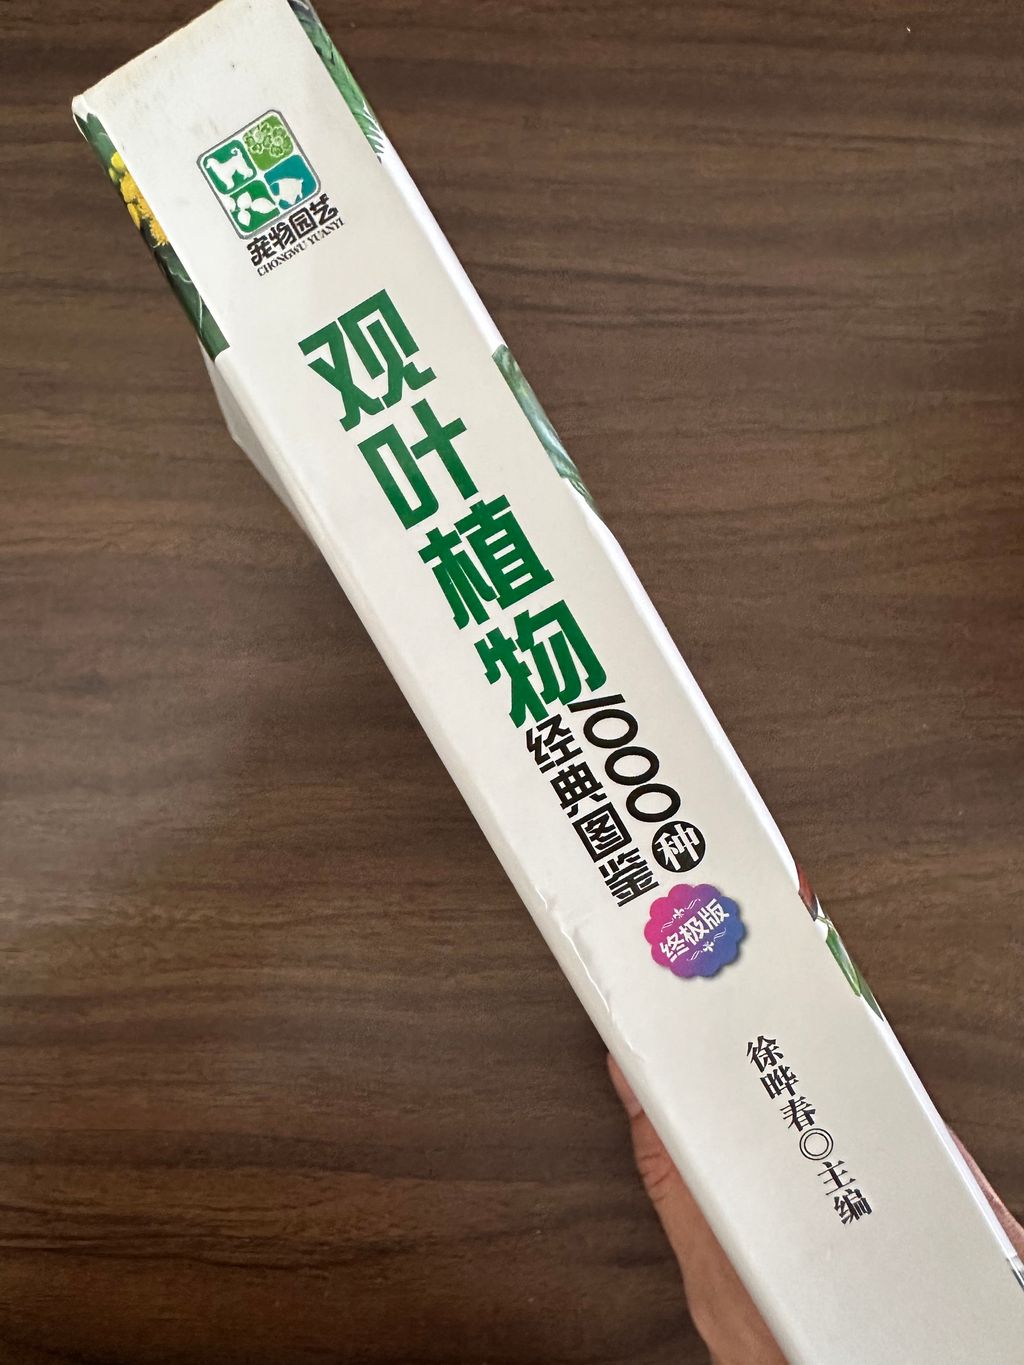 宠物园艺
CHONGWU YUANYI
观叶植物
1000种
经典图鉴
终极版
徐晔春◎主编